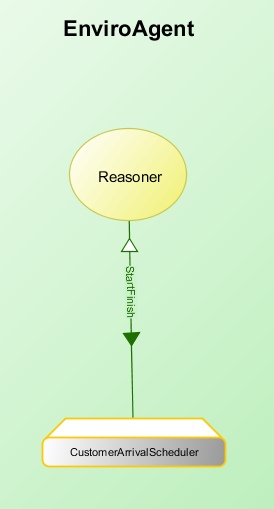 EnviroAgent
Reasoner
StartFinish
CustomerArrivalScheduler